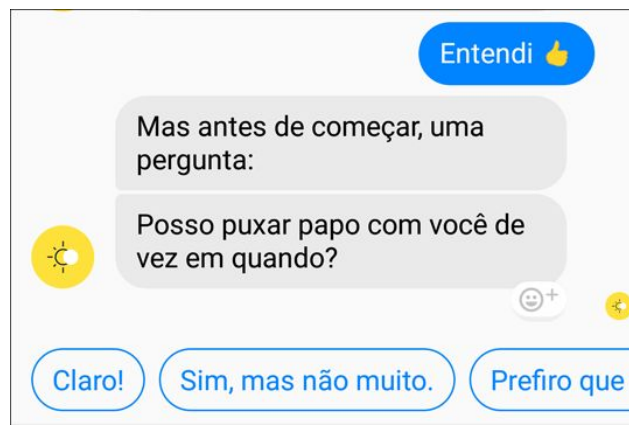 Entendi 👍
Mas antes de começar, uma
pergunta:
Posso puxar papo com você de
vez em quando?
Claro!
Sim, mas não muito.
Prefiro que